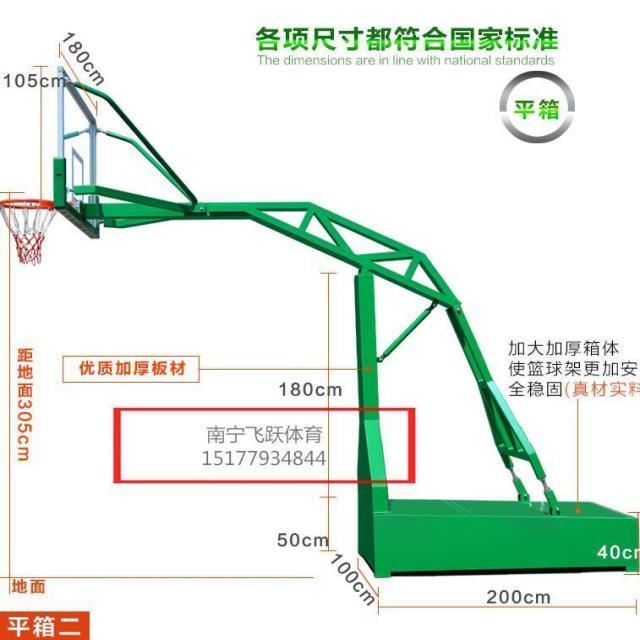 各项尺寸都符合国家标准
The dimensions are in line with national standards
平箱
180cm
105cm
距地面305cm
优质加厚板材
180cm
加大加厚箱体
使篮球架更加安
全稳固(真材实料
南宁飞跃体育
15177934844
50cm
40cm
100cm
200cm
地面
平箱二